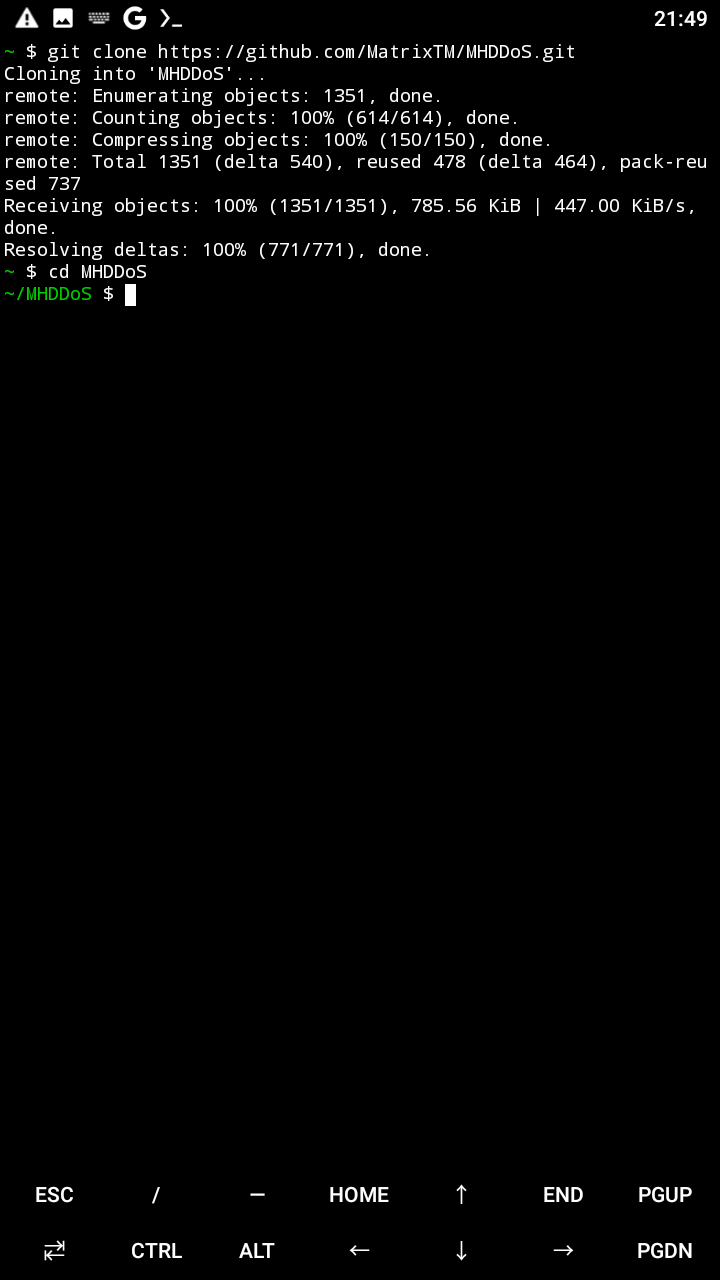 21:49
~ $ git clone https://github.com/MatrixTM/MHDDoS.git
Cloning into 'MHDDoS'...
remote: Enumerating objects: 1351, done.
remote: Counting objects: 100% (614/614), done.
remote: Compressing objects: 100% (150/150), done.
remote: Total 1351 (delta 540), reused 478 (delta 464), pack-reu
sed 737
Receiving objects: 100% (1351/1351), 785.56 KiB | 447.00 KiB/s,
done.
Resolving deltas: 100% (771/771), done.
~ $ cd MHDDoS
~/MHDDoS $
ESC / — HOME ↑ END PGUP
⇄ CTRL ALT ← ↓ → PGDN